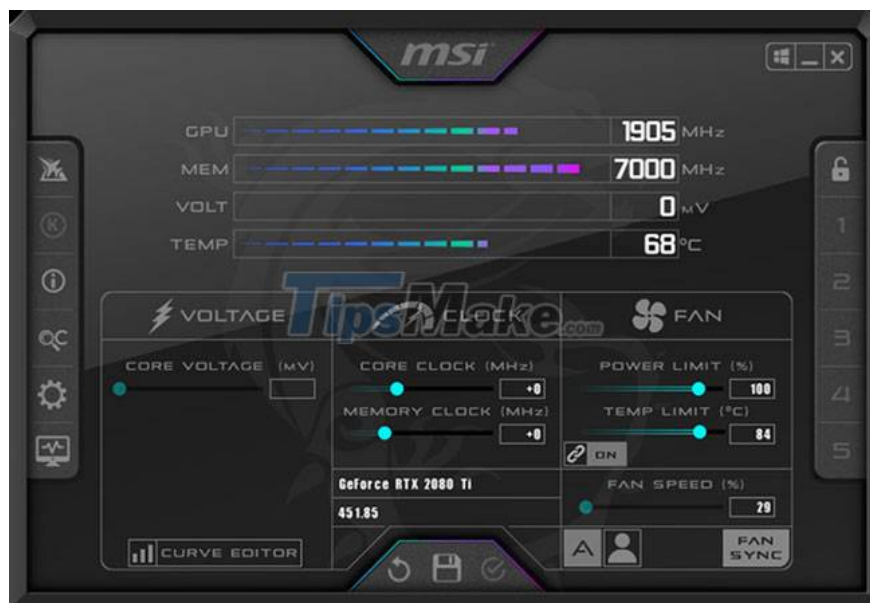 msi
GPU 1905 MHz
MEM 7000 MHz
VOLT 0 MV
TEMP 68 °C
K
1
2
3
4
5
OC
TipsMake.com
VOLTAGE
CLOCK
FAN
CORE VOLTAGE (MV)
CORE CLOCK (MHz)
+0
MEMORY CLOCK (MHz)
+0
POWER LIMIT (%)
100
TEMP LIMIT (°C)
84
ON
GeForce RTX 2080 Ti
451.85
FAN SPEED (%)
29
CURVE EDITOR
A
FAN
SYNC